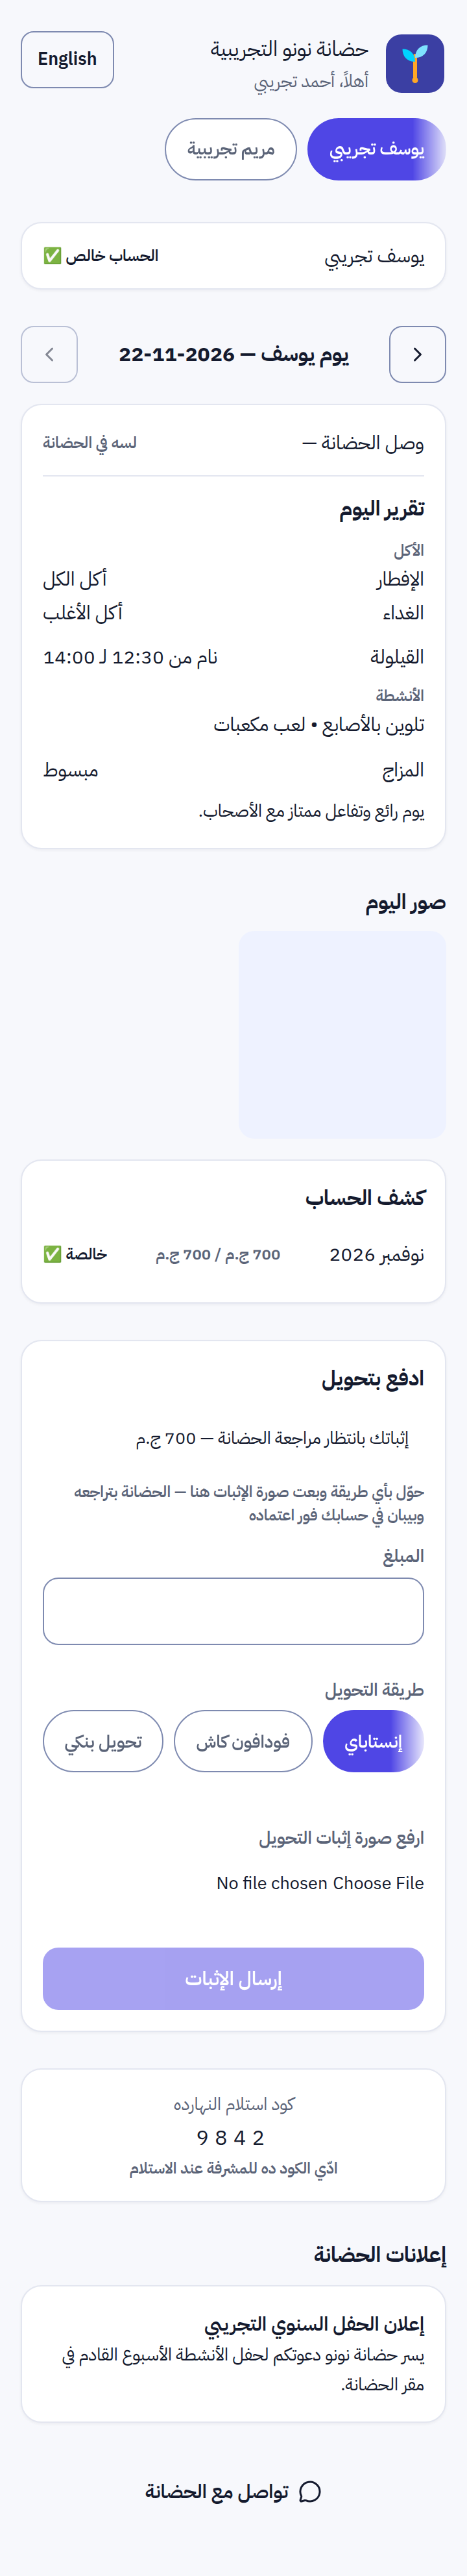 حضانة نونو التجريبية
أهلاً، أحمد تجريبي
English
يوسف تجريبي
مريم تجريبية
يوسف تجريبي
الحساب خالص ✅
يوم يوسف — 2026-11-22
وصل الحضانة —
لسه في الحضانة
تقرير اليوم
الأكل
الإفطار
أكل الكل
الغداء
أكل الأغلب
القيلولة
نام من 12:30 لـ 14:00
الأنشطة
تلوين بالأصابع • لعب مكعبات
المزاج
مبسوط
يوم رائع وتفاعل ممتاز مع الأصحاب.
صور اليوم
كشف الحساب
نوفمبر 2026
700 ج.م / 700 ج.م
خالصة ✅
ادفع بتحويل
إثباتك بانتظار مراجعة الحضانة — 700 ج.م
حوّل بأي طريقة وبعت صورة الإثبات هنا — الحضانة بتراجعه
وبيبان في حسابك فور اعتماده
المبلغ
طريقة التحويل
إنستاباي
فودافون كاش
تحويل بنكي
ارفع صورة إثبات التحويل
Choose File
No file chosen
إرسال الإثبات
كود استلام النهارده
9 8 4 2
ادّي الكود ده للمشرفة عند الاستلام
إعلانات الحضانة
إعلان الحفل السنوي التجريبي
يسر حضانة نونو دعوتكم لحفل الأنشطة الأسبوع القادم في
مقر الحضانة.
تواصل مع الحضانة